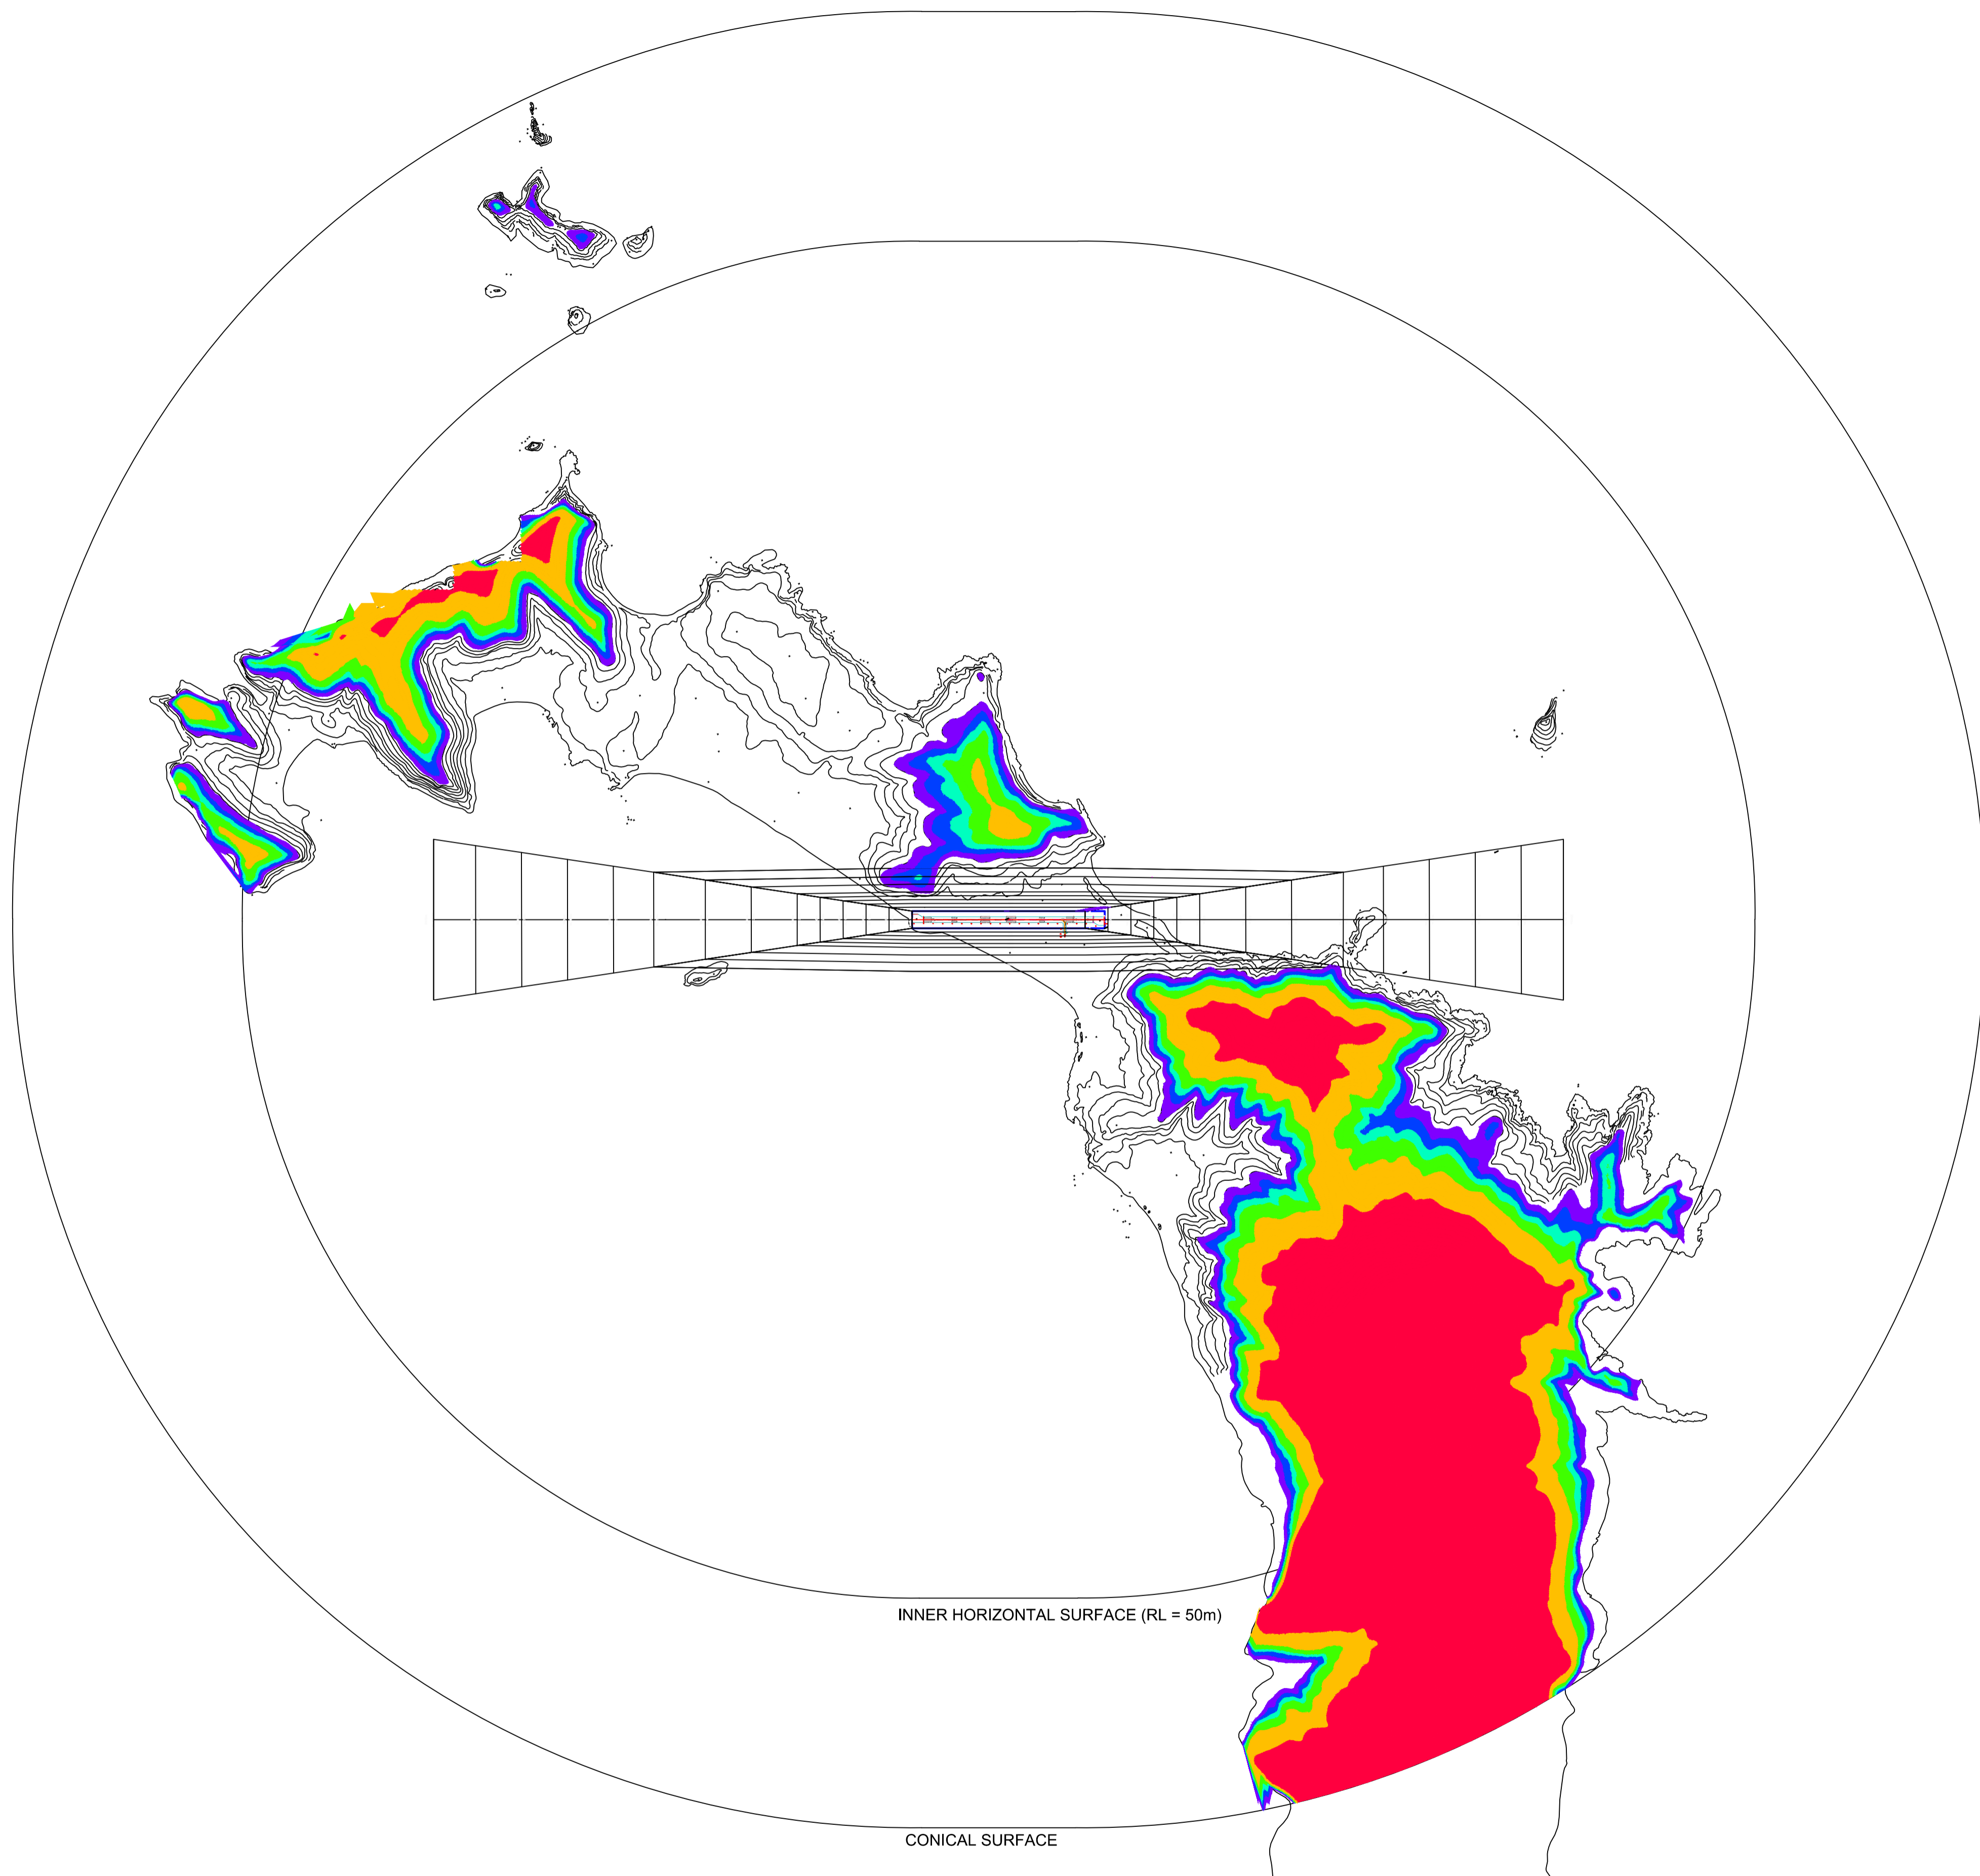 INNER HORIZONTAL SURFACE (RL = 50m)
CONICAL SURFACE